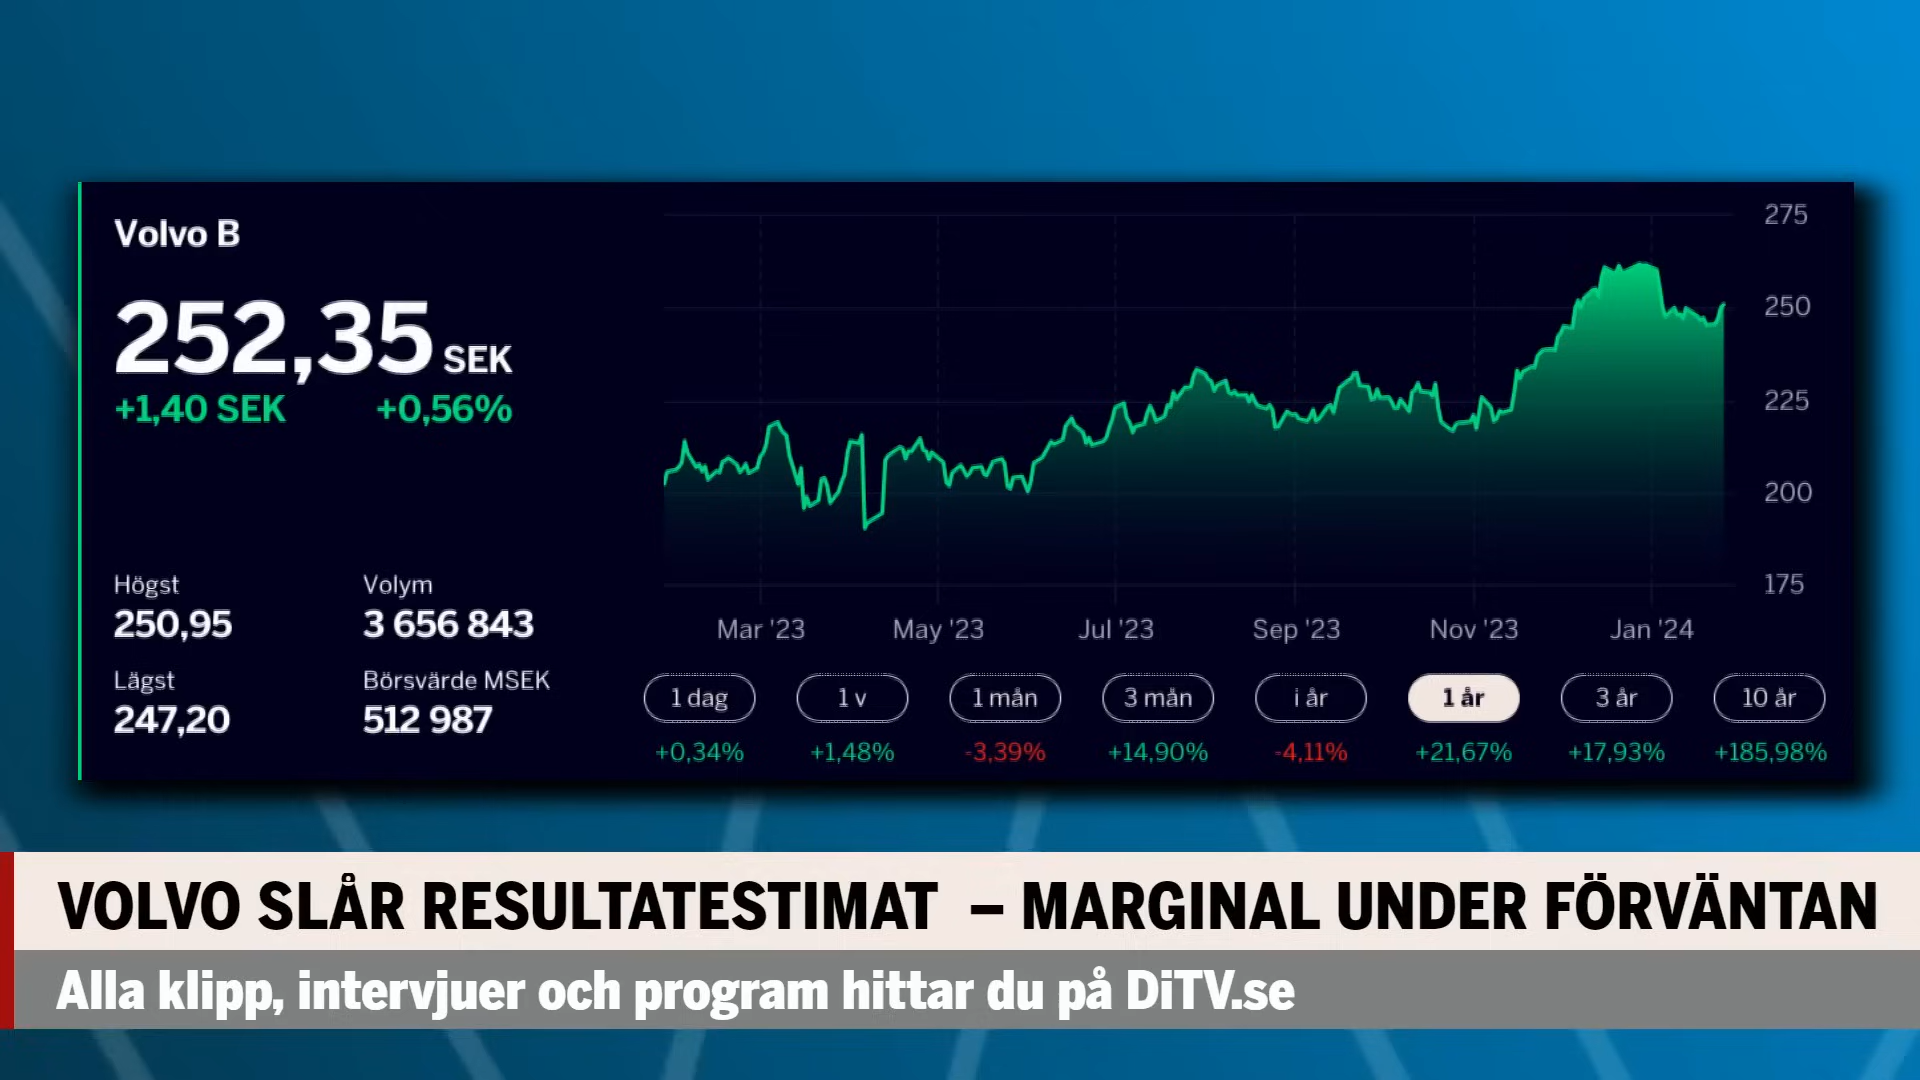 Volvo B
252,35 SEK
+1,40 SEK +0,56%
Högst Volym
250,95 3 656 843
Lägst Börsvärde MSEK
247,20 512 987
275
250
225
200
175
Mar '23 May '23 Jul '23 Sep '23 Nov '23 Jan '24
1 dag 1 v 1 mån 3 mån i år 1 år 3 år 10 år
+0,34% +1,48% -3,39% +14,90% -4,11% +21,67% +17,93% +185,98%
VOLVO SLÅR RESULTATESTIMAT – MARGINAL UNDER FÖRVÄNTAN
Alla klipp, intervjuer och program hittar du på DiTV.se